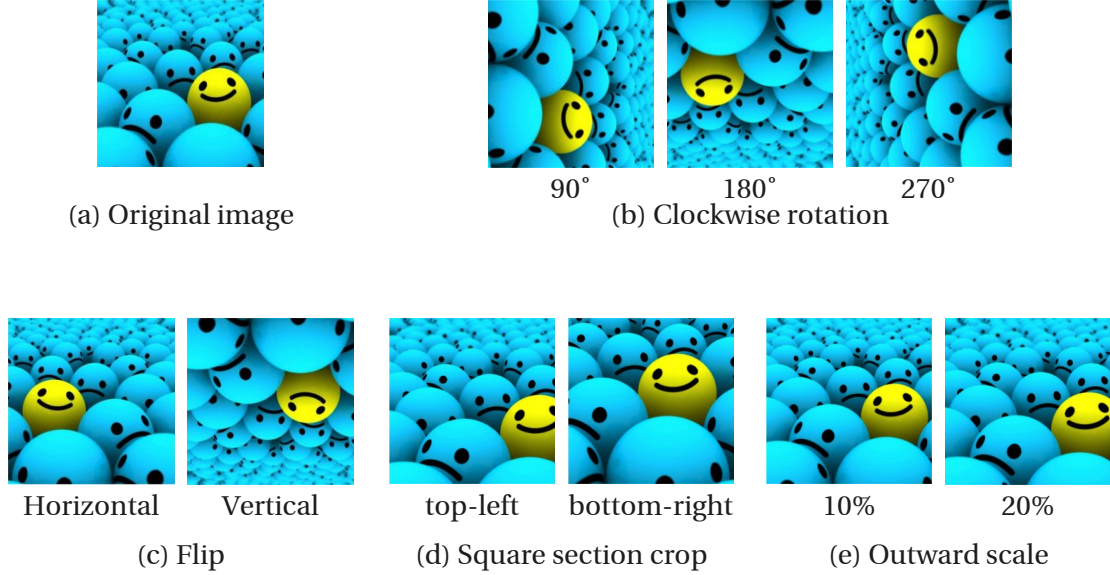 90° 180° 270°
(a) Original image (b) Clockwise rotation
Horizontal Vertical top-left bottom-right 10% 20%
(c) Flip (d) Square section crop (e) Outward scale